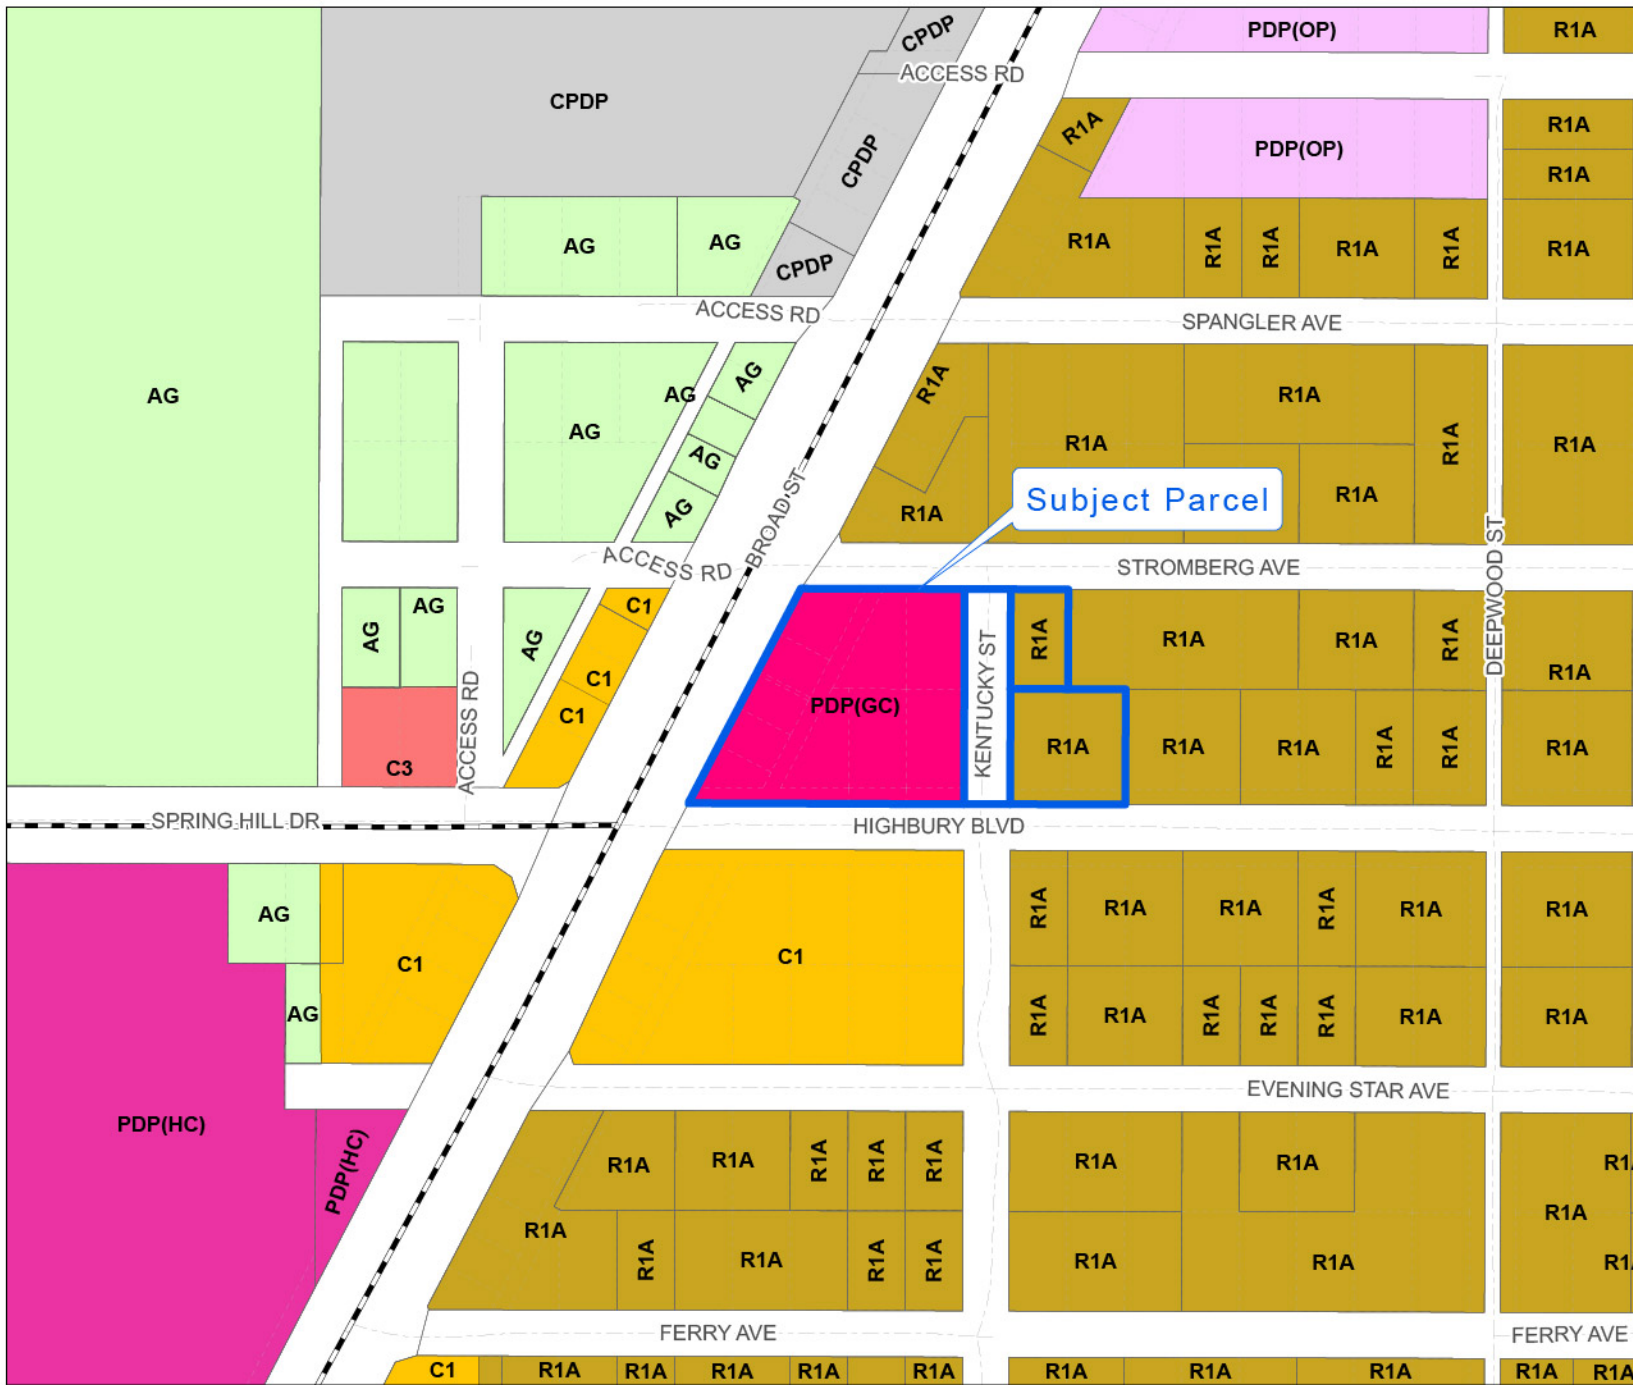 CPDP
PDP(OP)
R1A
ACCESS RD
CPDP
R1A
R1A
PDP(OP)
CPDP
R1A
AG
AG
R1A
R1A
R1A
R1A
R1A
R1A
CPDP
ACCESS RD
SPANGLER AVE
AG
AG
AG
R1A
R1A
AG
R1A
R1A
R1A
AG
R1A
R1A
Subject Parcel
AG
R1A
BROAD ST
DEEPWOOD ST
ACCESS RD
STROMBERG AVE
AG
AG
AG
C1
R1A
R1A
R1A
R1A
R1A
C1
KENTUCKY ST
C1
PDP(GC)
ACCESS RD
C3
R1A
R1A
R1A
R1A
R1A
R1A
SPRING HILL DR
HIGHBURY BLVD
AG
R1A
R1A
R1A
R1A
R1A
R1A
C1
C1
AG
R1A
R1A
R1A
R1A
R1A
R1A
R1A
EVENING STAR AVE
PDP(HC)
PDP(HC)
R1A
R1A
R1A
R1A
R1A
R1A
R1A
R1
R1A
R1A
R1A
R1A
R1A
R1A
R1A
R1A
R1
FERRY AVE
FERRY AVE
C1
R1A
R1A
R1A
R1A
R1A
R1A
R1A
R1A
R1A
R1A